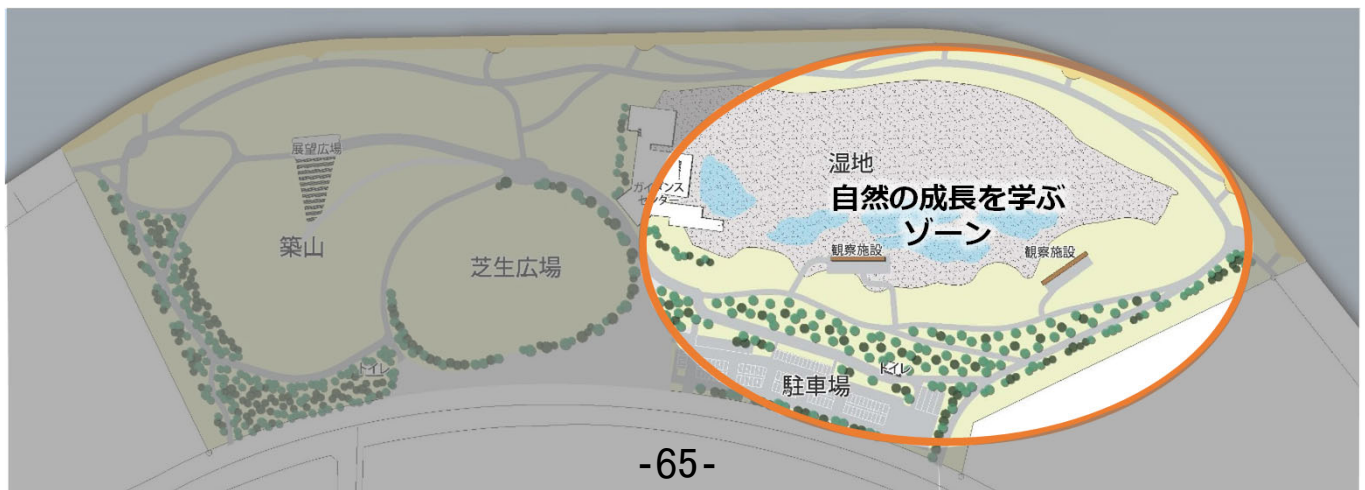 展望広場
築山
芝生広場
ガイダンス
センター
湿地
自然の成長を学ぶ
ゾーン
観察施設
観察施設
トイレ
駐車場
トイレ
-65-